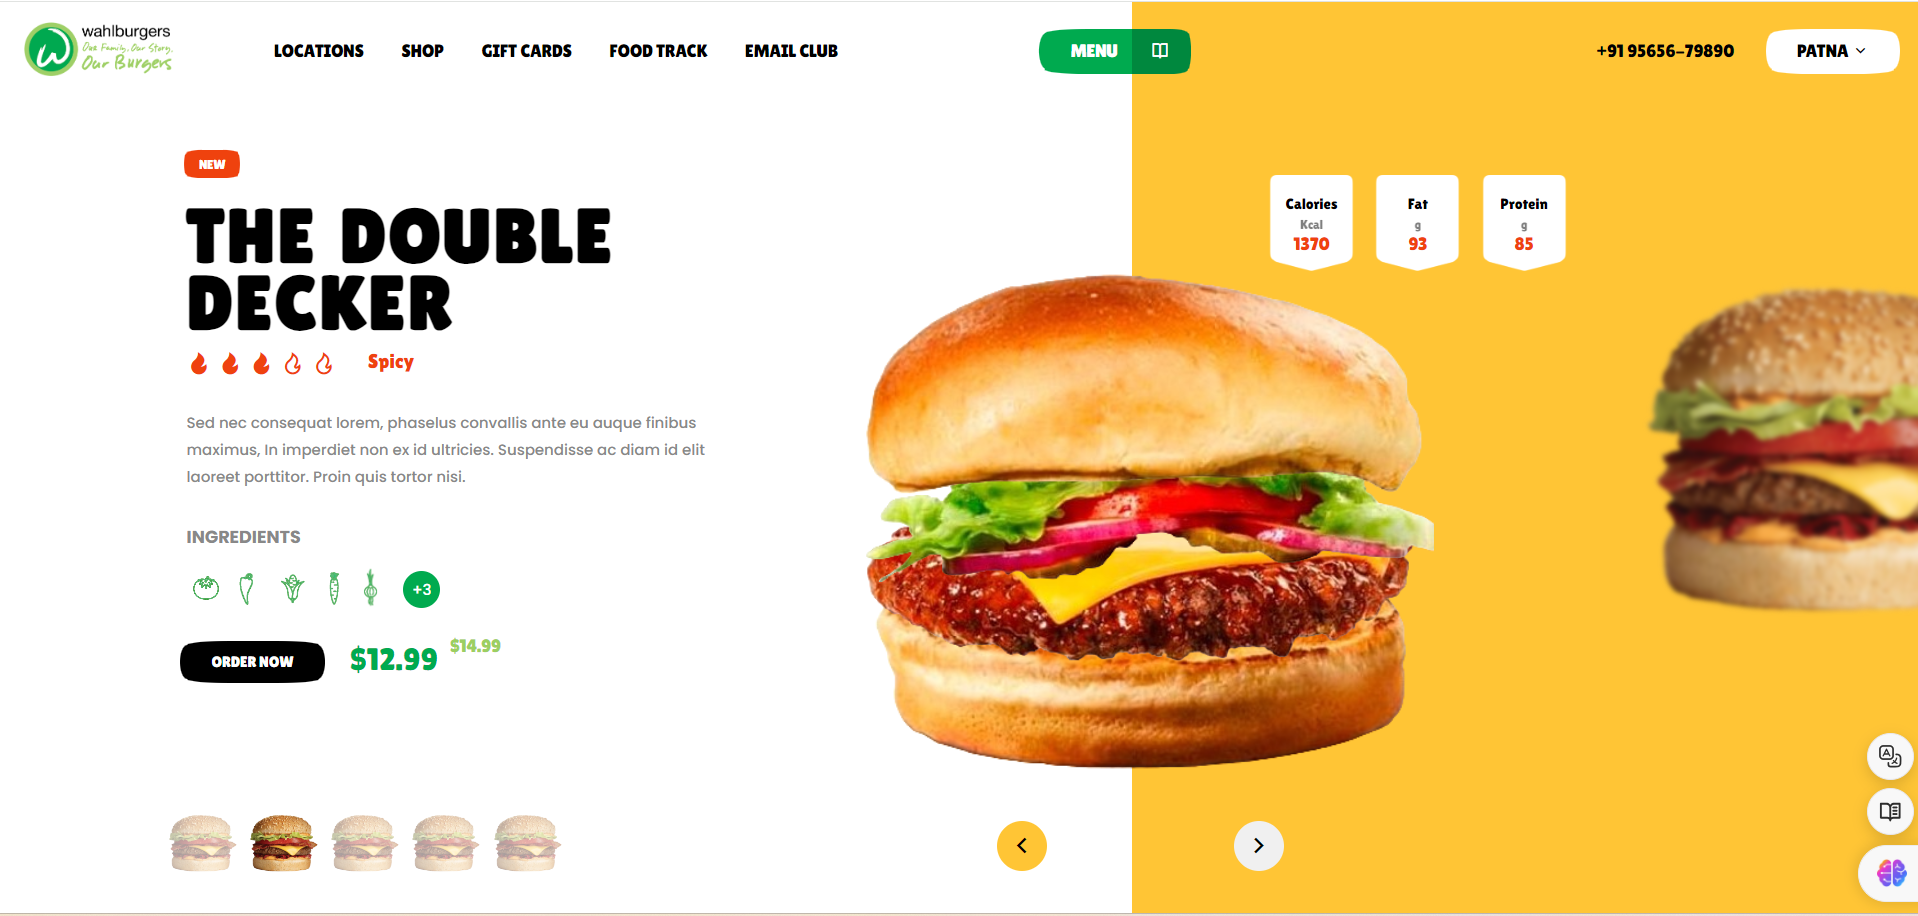 wahlburgers
Our Family, Our Story,
Our Burgers
LOCATIONS
SHOP
GIFT CARDS
FOOD TRACK
EMAIL CLUB
MENU
+91 95656-79890
PATNA
NEW
THE DOUBLE
DECKER
Spicy
Sed nec consequat lorem, phaselus convallis ante eu auque finibus
maximus, In imperdiet non ex id ultricies. Suspendisse ac diam id elit
laoreet porttitor. Proin quis tortor nisi.
INGREDIENTS
+3
ORDER NOW
$12.99
$14.99
Calories
Kcal
1370
Fat
g
93
Protein
g
85